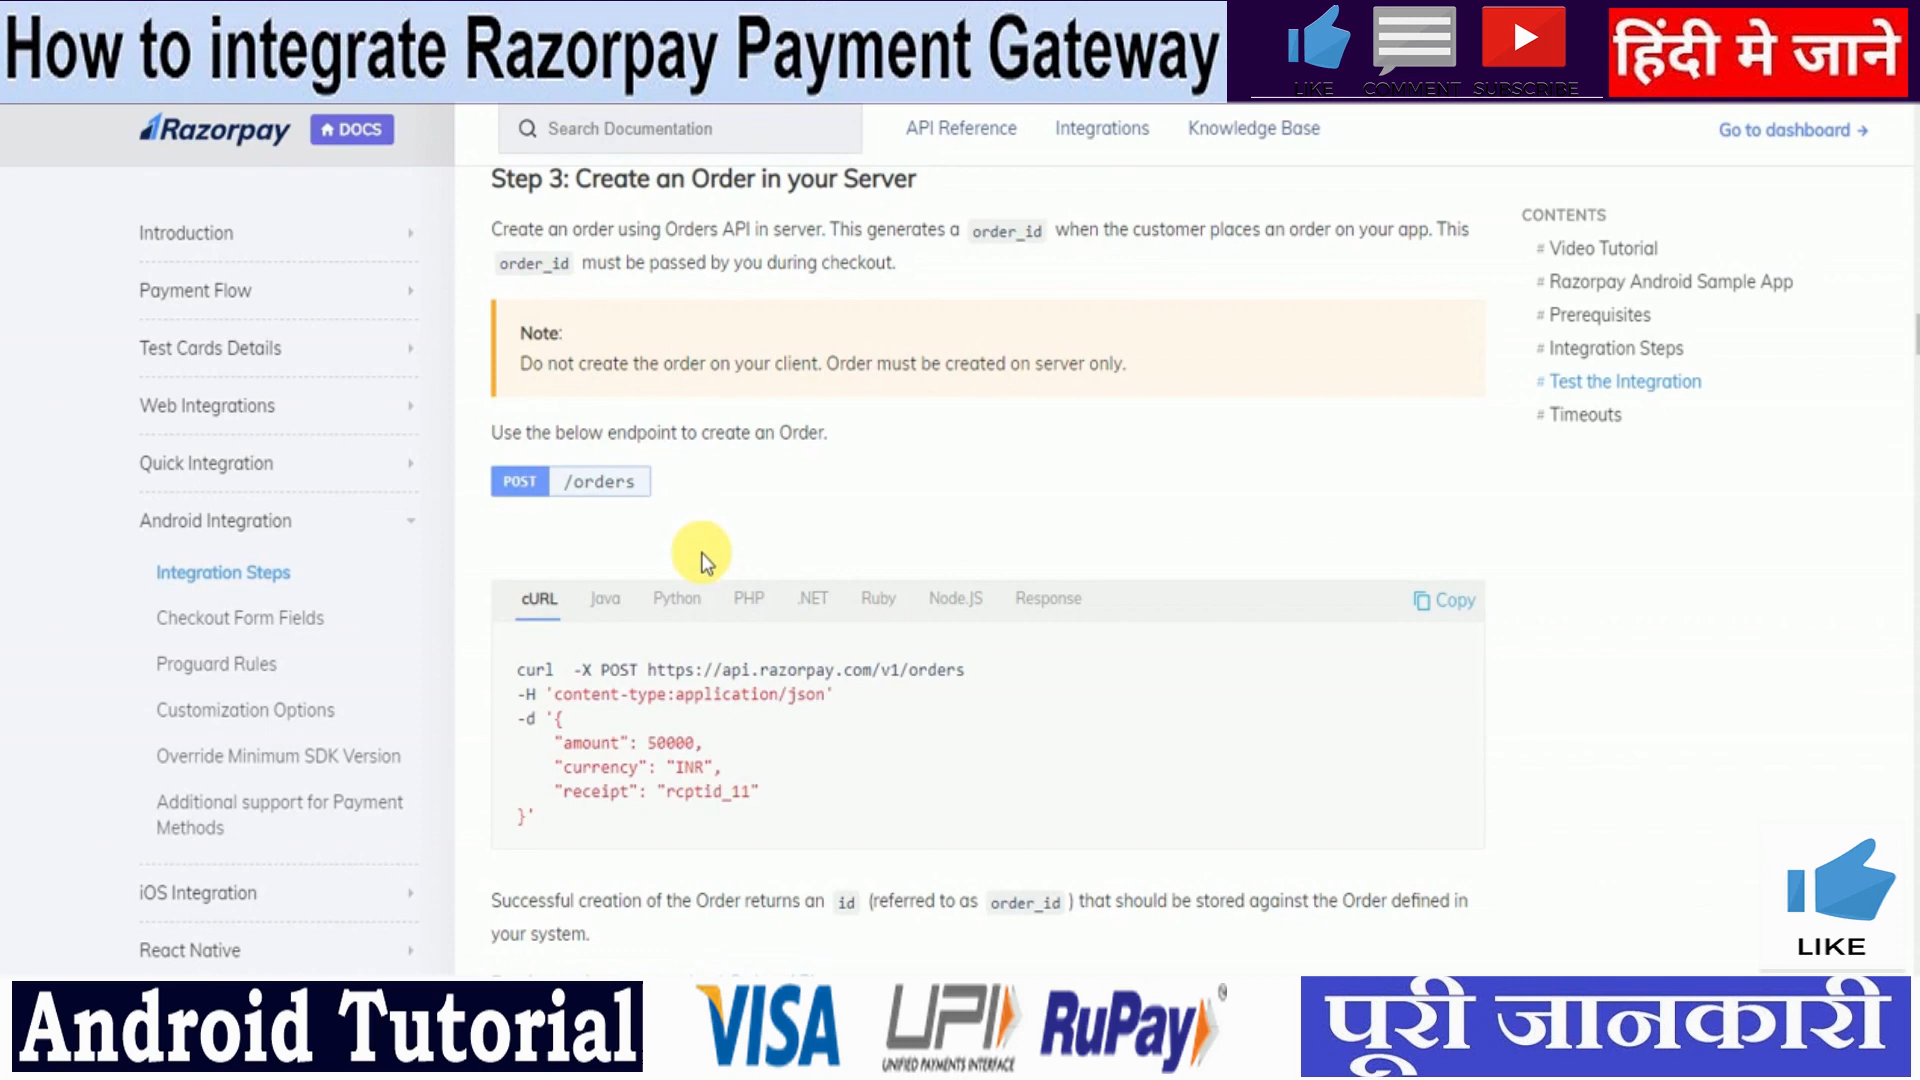 How to integrate Razorpay Payment Gateway
LIKE COMMENT SUBSCRIBE
हिंदी मे जाने
Razorpay DOCS
Search Documentation
API Reference Integrations Knowledge Base
Go to dashboard →
Introduction
Payment Flow
Test Cards Details
Web Integrations
Quick Integration
Android Integration
Integration Steps
Checkout Form Fields
Proguard Rules
Customization Options
Override Minimum SDK Version
Additional support for Payment
Methods
iOS Integration
React Native
Step 3: Create an Order in your Server
Create an order using Orders API in server. This generates a order_id when the customer places an order on your app. This
order_id must be passed by you during checkout.
Note:
Do not create the order on your client. Order must be created on server only.
Use the below endpoint to create an Order.
POST /orders
cURL Java Python PHP .NET Ruby Node.JS Response Copy
curl -X POST https://api.razorpay.com/v1/orders
-H 'content-type:application/json'
-d '{
"amount": 50000,
"currency": "INR",
"receipt": "rcptid_11"
}'
Successful creation of the Order returns an id (referred to as order_id ) that should be stored against the Order defined in
your system.
CONTENTS
# Video Tutorial
# Razorpay Android Sample App
# Prerequisites
# Integration Steps
# Test the Integration
# Timeouts
LIKE
Android Tutorial
VISA
UPI
UNIFIED PAYMENTS INTERFACE
RuPay
पूरी जानकारी